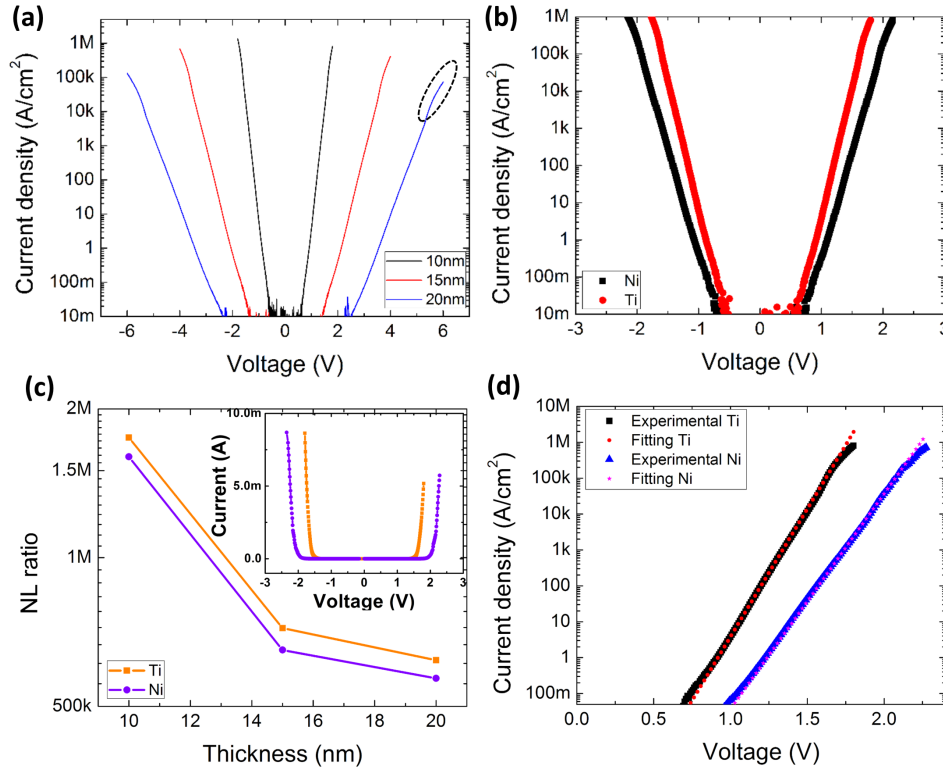 (a)
1M
100k
10k
1k
100
10
1
100m
10m
-6 -4 -2 0 2 4 6
Voltage (V)
Current density (A/cm²)
10nm
15nm
20nm
(b)
1M
100k
10k
1k
100
10
1
100m
10m
-3 -2 -1 0 1 2 3
Voltage (V)
Current density (A/cm²)
Ni
Ti
(c)
2M
1.5M
1M
500k
10 12 14 16 18 20
Thickness (nm)
NL ratio
Ti
Ni
10.0m
5.0m
0.0
-3 -2 -1 0 1 2 3
Voltage (V)
Current (A)
(d)
10M
1M
100k
10k
1k
100
10
1
100m
0.0 0.5 1.0 1.5 2.0
Voltage (V)
Current density (A/cm²)
Experimental Ti
Fitting Ti
Experimental Ni
Fitting Ni